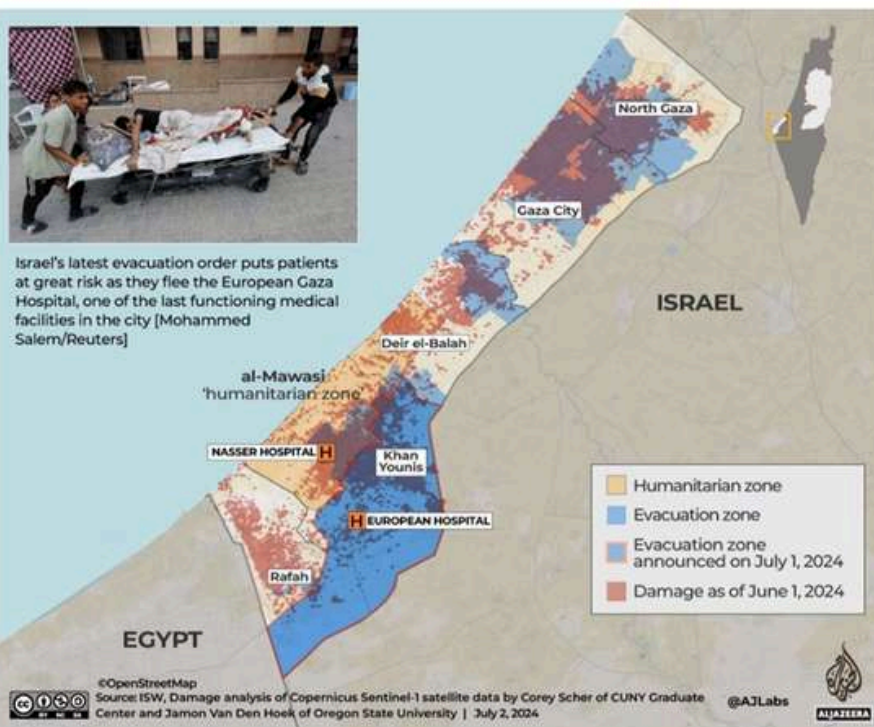 North Gaza
Gaza City
ISRAEL
Israel's latest evacuation order puts patients
at great risk as they flee the European Gaza
Hospital, one of the last functioning medical
facilities in the city [Mohammed
Salem/Reuters]
Deir el-Balah
al-Mawasi
'humanitarian zone'
NASSER HOSPITAL H
Khan
Younis
H EUROPEAN HOSPITAL
Rafah
EGYPT
Humanitarian zone
Evacuation zone
Evacuation zone
announced on July 1, 2024
Damage as of June 1, 2024
©OpenStreetMap
Source: ISW, Damage analysis of Copernicus Sentinel-1 satellite data by Corey Scher of CUNY Graduate
Center and Jamon Van Den Hoek of Oregon State University | July 2, 2024
@AJLabs
ALJAZEERA